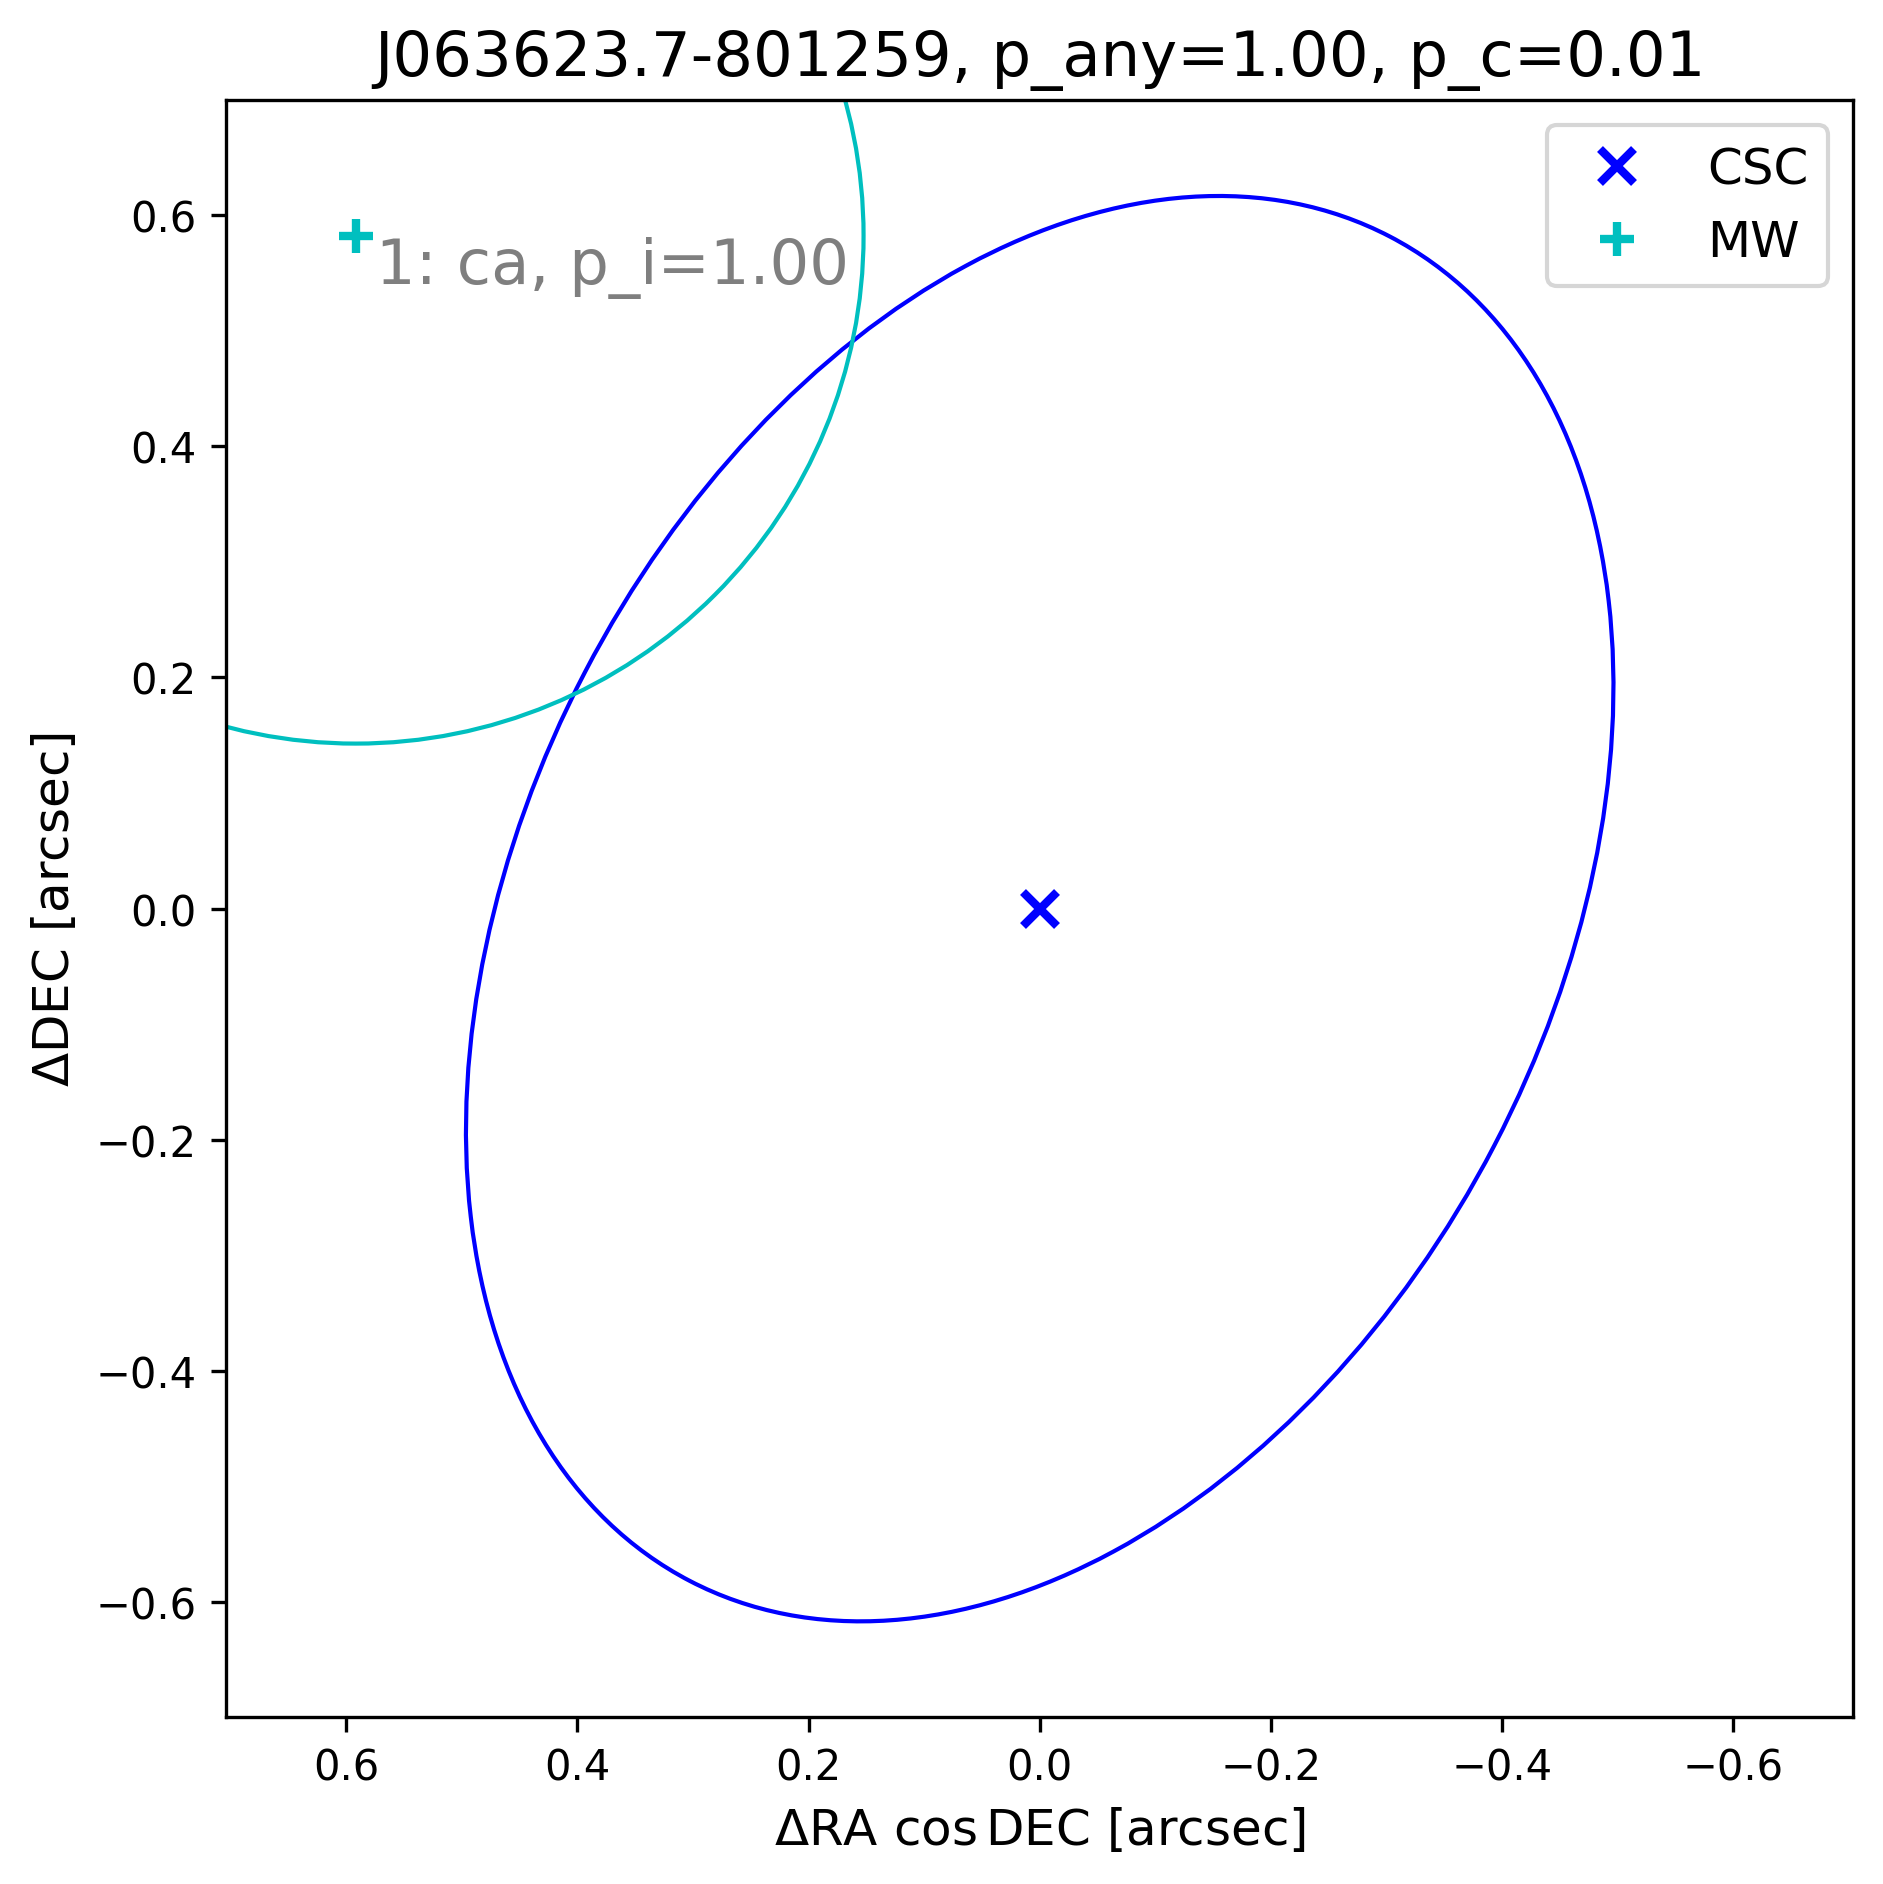 J063623.7-801259, p_any=1.00, p_c=0.01
CSC
MW
1: ca, p_i=1.00
0.6
0.4
0.2
0.0
−0.2
−0.4
−0.6
ΔDEC [arcsec]
0.6 0.4 0.2 0.0 −0.2 −0.4 −0.6
ΔRA cos DEC [arcsec]